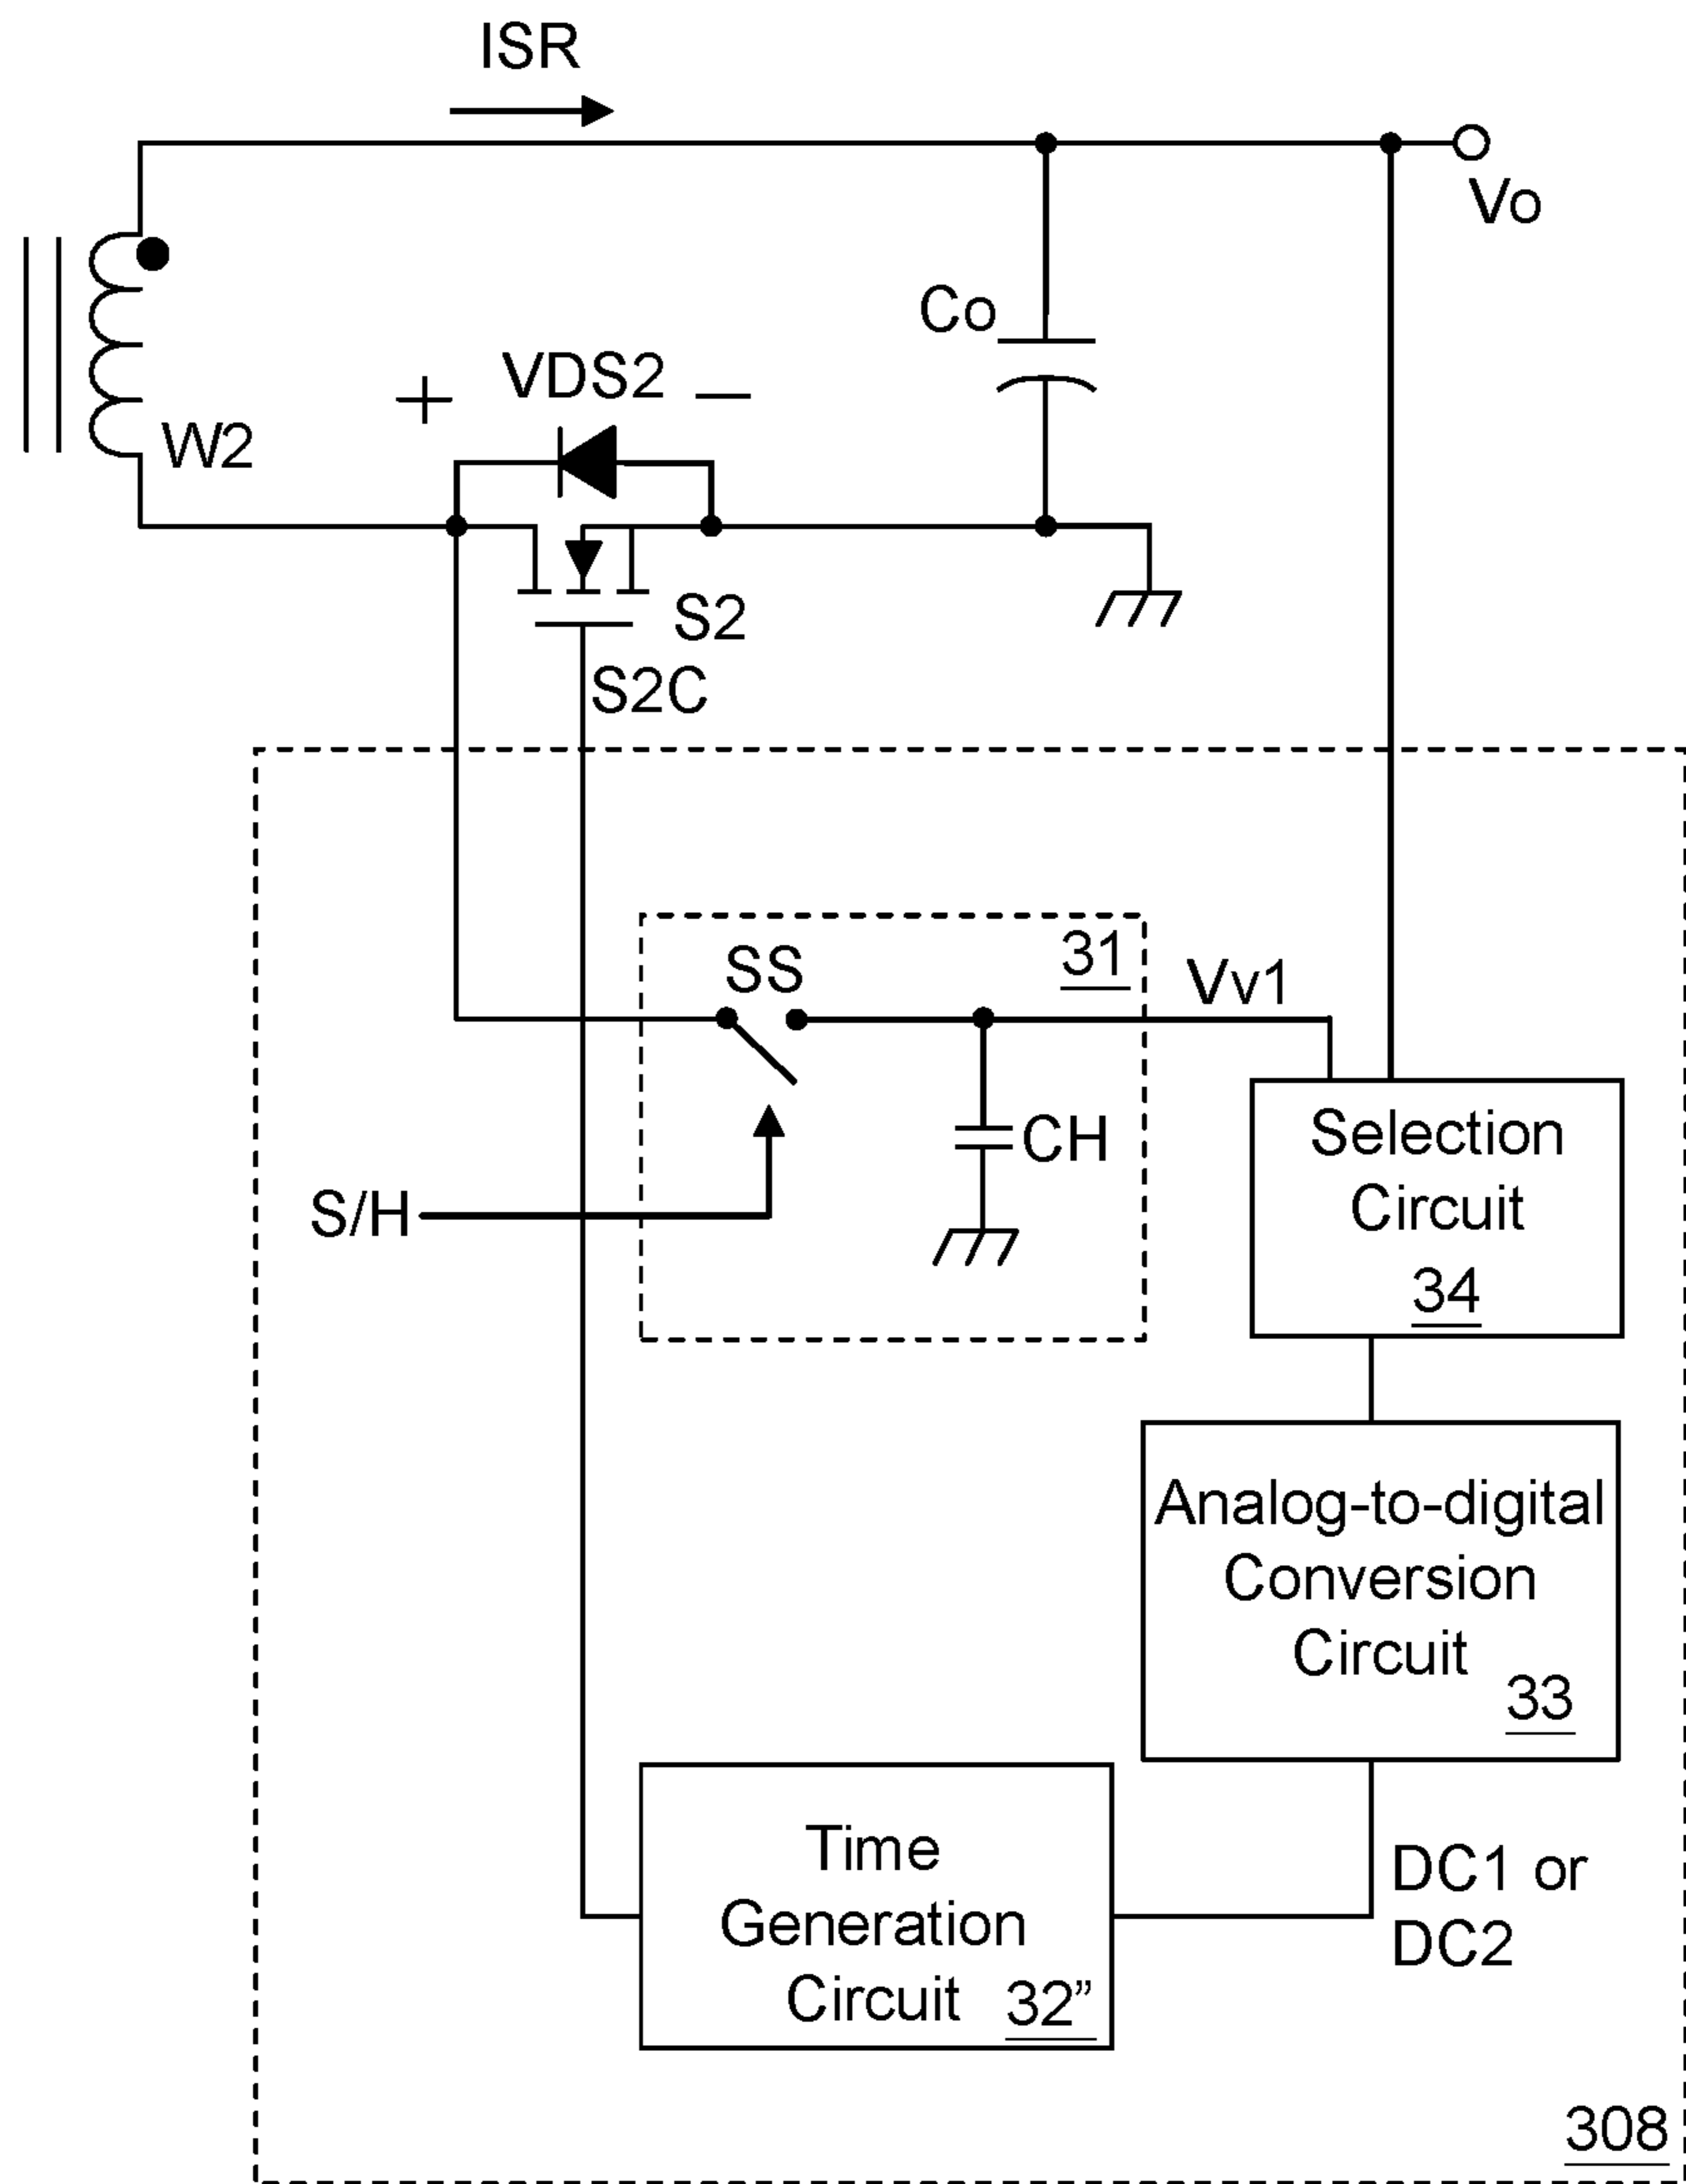 ISR
Vo
Co
+ VDS2 −
W2
S2
S2C
31
SS
Vv1
CH
S/H
Selection
Circuit
34
Analog-to-digital
Conversion
Circuit
33
Time
Generation
Circuit 32”
DC1 or
DC2
308